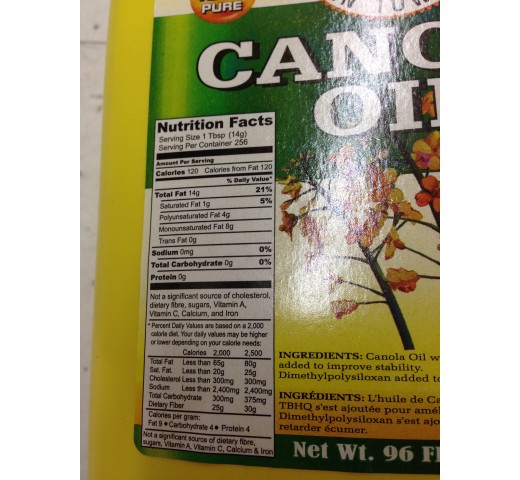 PURE
CANO
OI
Nutrition Facts
Serving Size 1 Tbsp (14g)
Serving Per Container 256
Amount Per Serving
Calories 120 Calories from Fat 120
% Daily Value*
Total Fat 14g 21%
Saturated Fat 1g 5%
Polyunsaturated Fat 4g
Monounsaturated Fat 8g
Trans Fat 0g
Sodium 0mg 0%
Total Carbohydrate 0g 0%
Protein 0g
Not a significant source of cholesterol,
dietary fibre, sugars, Vitamin A,
Vitamin C, Calcium, and Iron
* Percent Daily Values are based on a 2,000
calorie diet. Your daily values may be higher
or lower depending on your calorie needs:
Calories 2,000 2,500
Total Fat Less than 65g 80g
Sat. Fat. Less than 20g 25g
Cholesterol Less than 300mg 300mg
Sodium Less than 2,400mg 2,400mg
Total Carbohydrate 300mg 375mg
Dietary Fiber 25g 30g
Calories per gram:
Fat 9 • Carbohydrate 4 • Protein 4
Not a significant source of dietary fibre,
sugars, Vitamin A, Vitamin C, Calcium & Iron
INGREDIENTS: Canola Oil w
added to improve stability.
Dimethylpolysiloxan added to
INGRÉDIENTS: L'huile de Ca
TBHQ s'est ajoutée pour amél
Dimethylpolysiloxan s'est ajo
retarder écumer.
Net Wt. 96 Fl